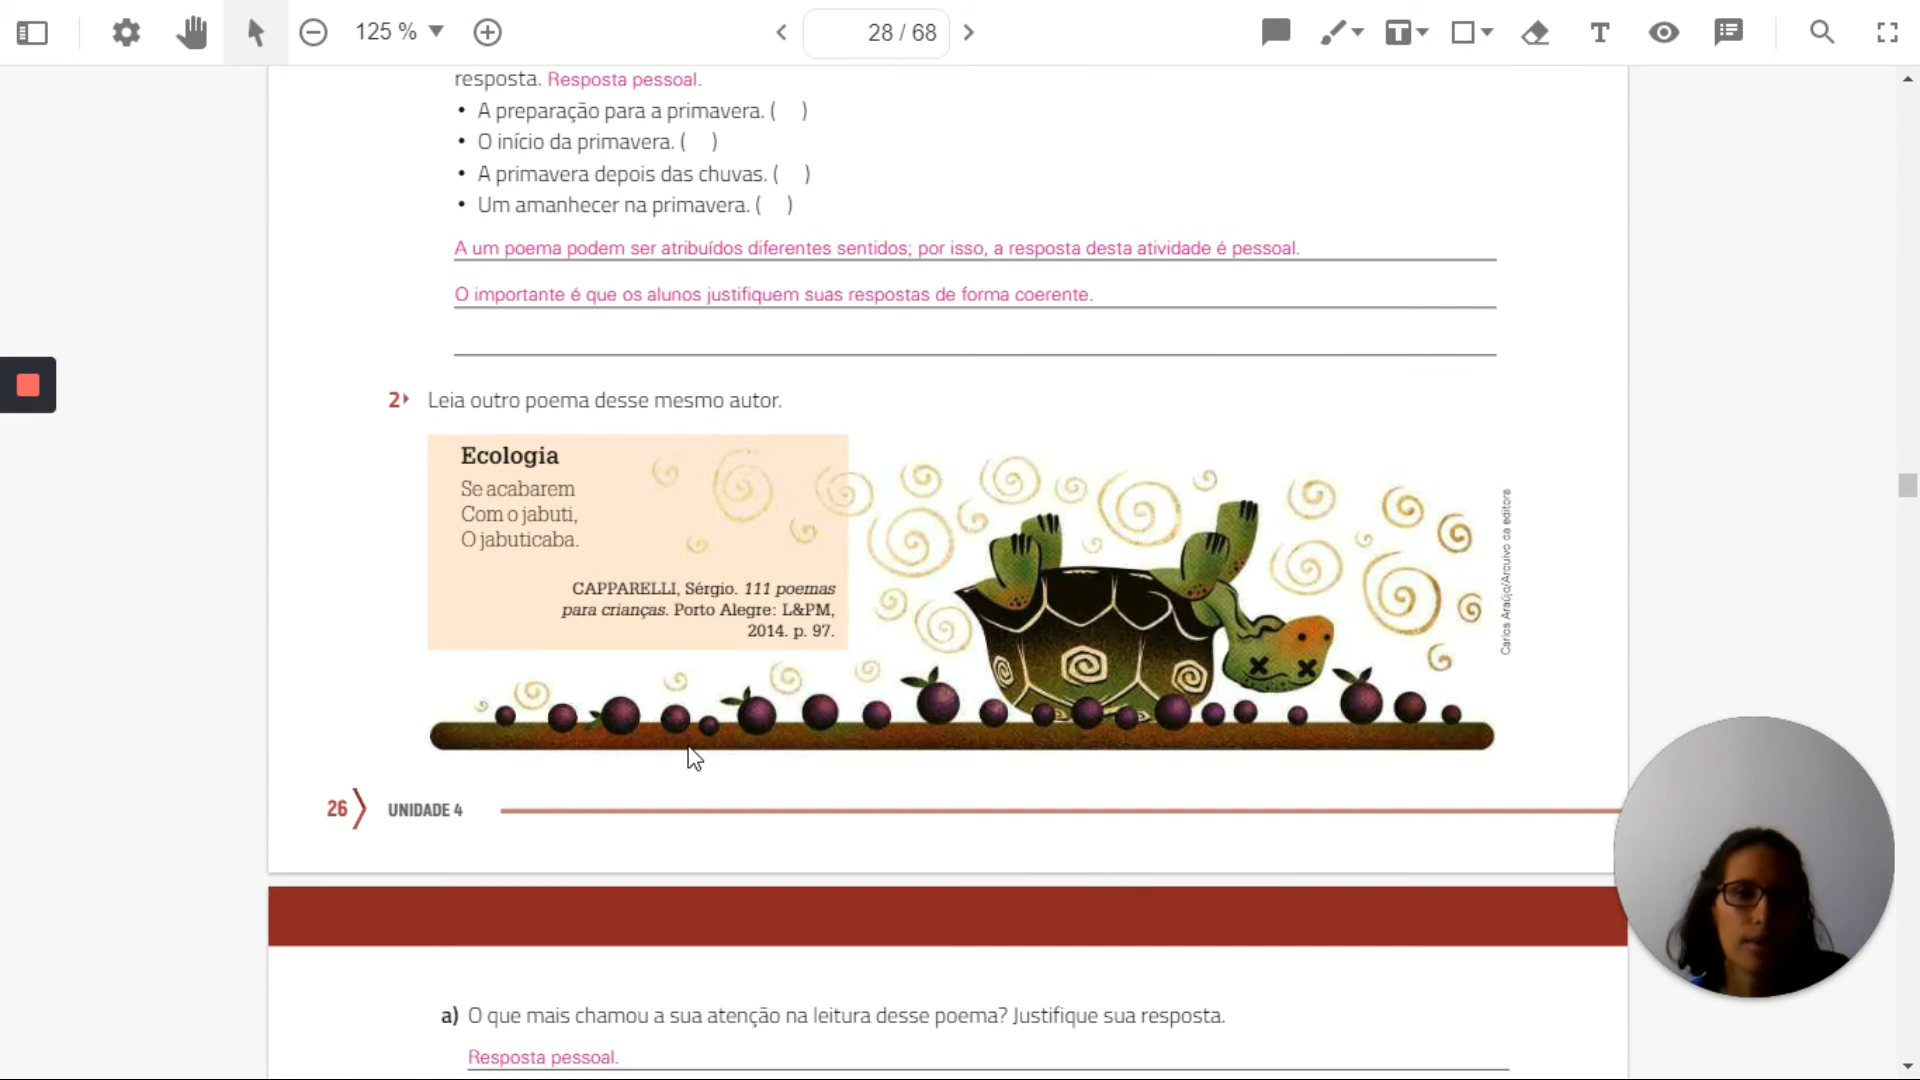 125 %
28 / 68
resposta. Resposta pessoal.
• A preparação para a primavera. (   )
• O início da primavera. (   )
• A primavera depois das chuvas. (   )
• Um amanhecer na primavera. (   )
A um poema podem ser atribuídos diferentes sentidos; por isso, a resposta desta atividade é pessoal.
O importante é que os alunos justifiquem suas respostas de forma coerente.
2 Leia outro poema desse mesmo autor.
Ecologia
Se acabarem
Com o jabuti,
O jabuticaba.
CAPPARELLI, Sérgio. 111 poemas
para crianças. Porto Alegre: L&PM,
2014. p. 97.
Carlos Araújo/Arquivo da editora
26 UNIDADE 4
a) O que mais chamou a sua atenção na leitura desse poema? Justifique sua resposta.
Resposta pessoal.